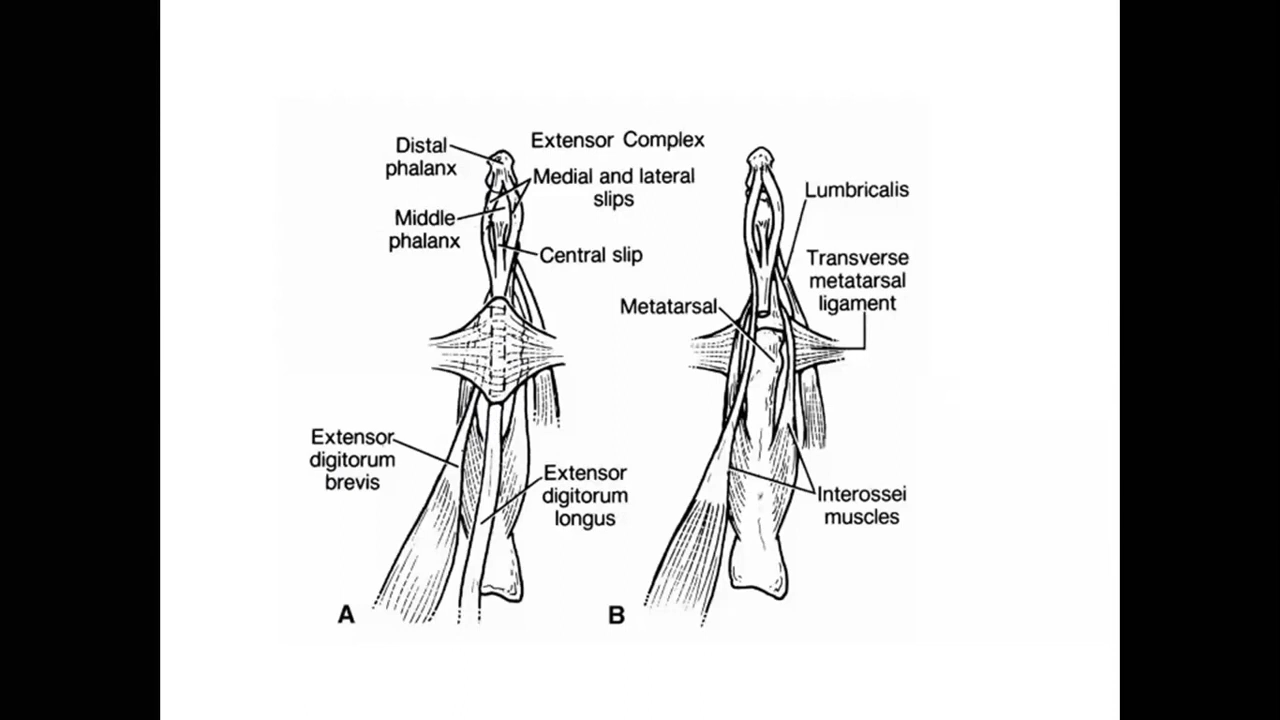 Extensor Complex
Distal
phalanx
Medial and lateral
slips
Middle
phalanx
Central slip
Extensor
digitorum
brevis
Extensor
digitorum
longus
A
Lumbricalis
Transverse
metatarsal
ligament
Metatarsal
Interossei
muscles
B